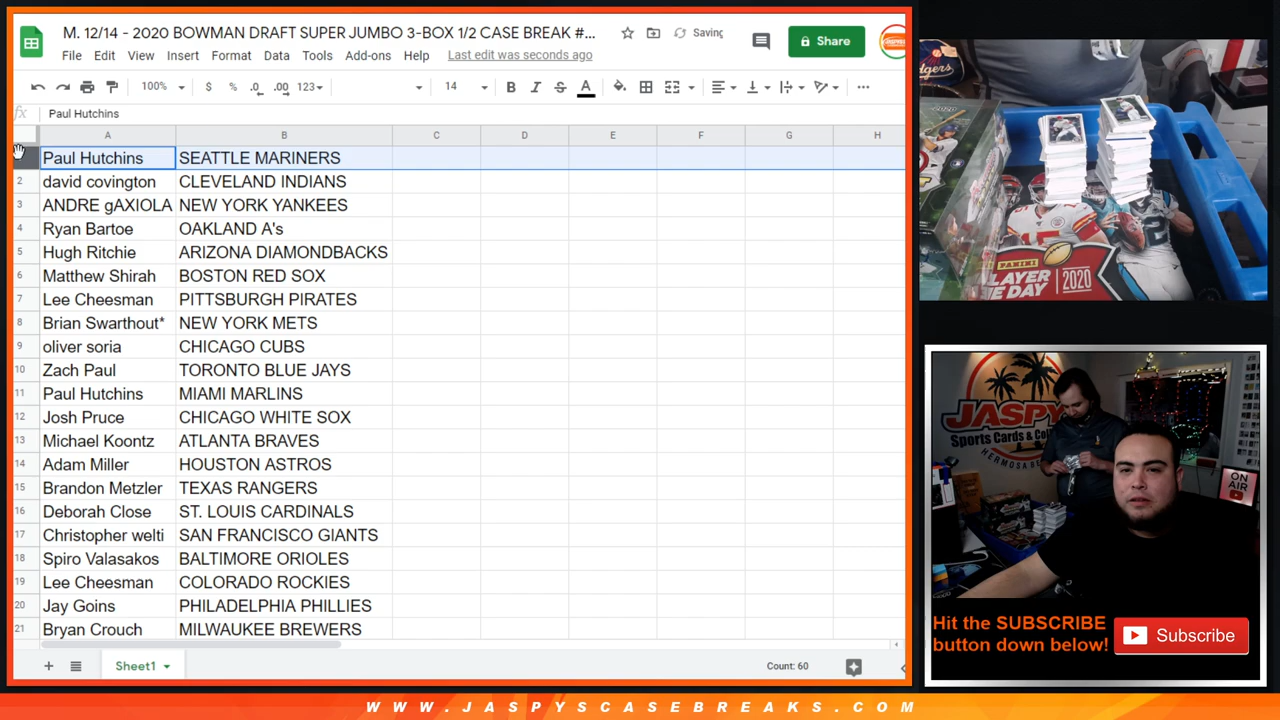 M. 12/14 - 2020 BOWMAN DRAFT SUPER JUMBO 3-BOX 1/2 CASE BREAK #...
Saving
Share
File Edit View Insert Format Data Tools Add-ons Help Last edit was seconds ago
100% $ % .0 .00 123 14 B I S A
fx Paul Hutchins
A B C D E F G H
Paul Hutchins SEATTLE MARINERS
2 david covington CLEVELAND INDIANS
3 ANDRE gAXIOLA NEW YORK YANKEES
4 Ryan Bartoe OAKLAND A's
5 Hugh Ritchie ARIZONA DIAMONDBACKS
6 Matthew Shirah BOSTON RED SOX
7 Lee Cheesman PITTSBURGH PIRATES
8 Brian Swarthout* NEW YORK METS
9 oliver soria CHICAGO CUBS
10 Zach Paul TORONTO BLUE JAYS
11 Paul Hutchins MIAMI MARLINS
12 Josh Pruce CHICAGO WHITE SOX
13 Michael Koontz ATLANTA BRAVES
14 Adam Miller HOUSTON ASTROS
15 Brandon Metzler TEXAS RANGERS
16 Deborah Close ST. LOUIS CARDINALS
17 Christopher welti SAN FRANCISCO GIANTS
18 Spiro Valasakos BALTIMORE ORIOLES
19 Lee Cheesman COLORADO ROCKIES
20 Jay Goins PHILADELPHIA PHILLIES
21 Bryan Crouch MILWAUKEE BREWERS
Sheet1
Count: 60
Dodgers
PANINI
PLAYER
THE DAY 2020
JASPY
Sports Cards & Col
HERMOSA B
ON
AIR
Hit the SUBSCRIBE
button down below!
Subscribe
WWW.JASPYSCASEBREAKS.COM